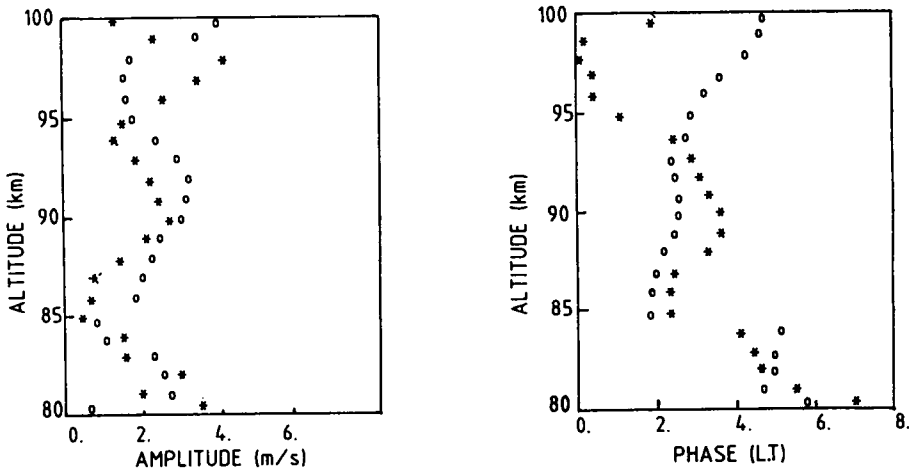 100
95
90
85
80
ALTITUDE (km)
0. 2. 4. 6.
AMPLITUDE (m/s)
100
95
90
85
80
ALTITUDE (km)
0. 2. 4. 6. 8.
PHASE (L.T)